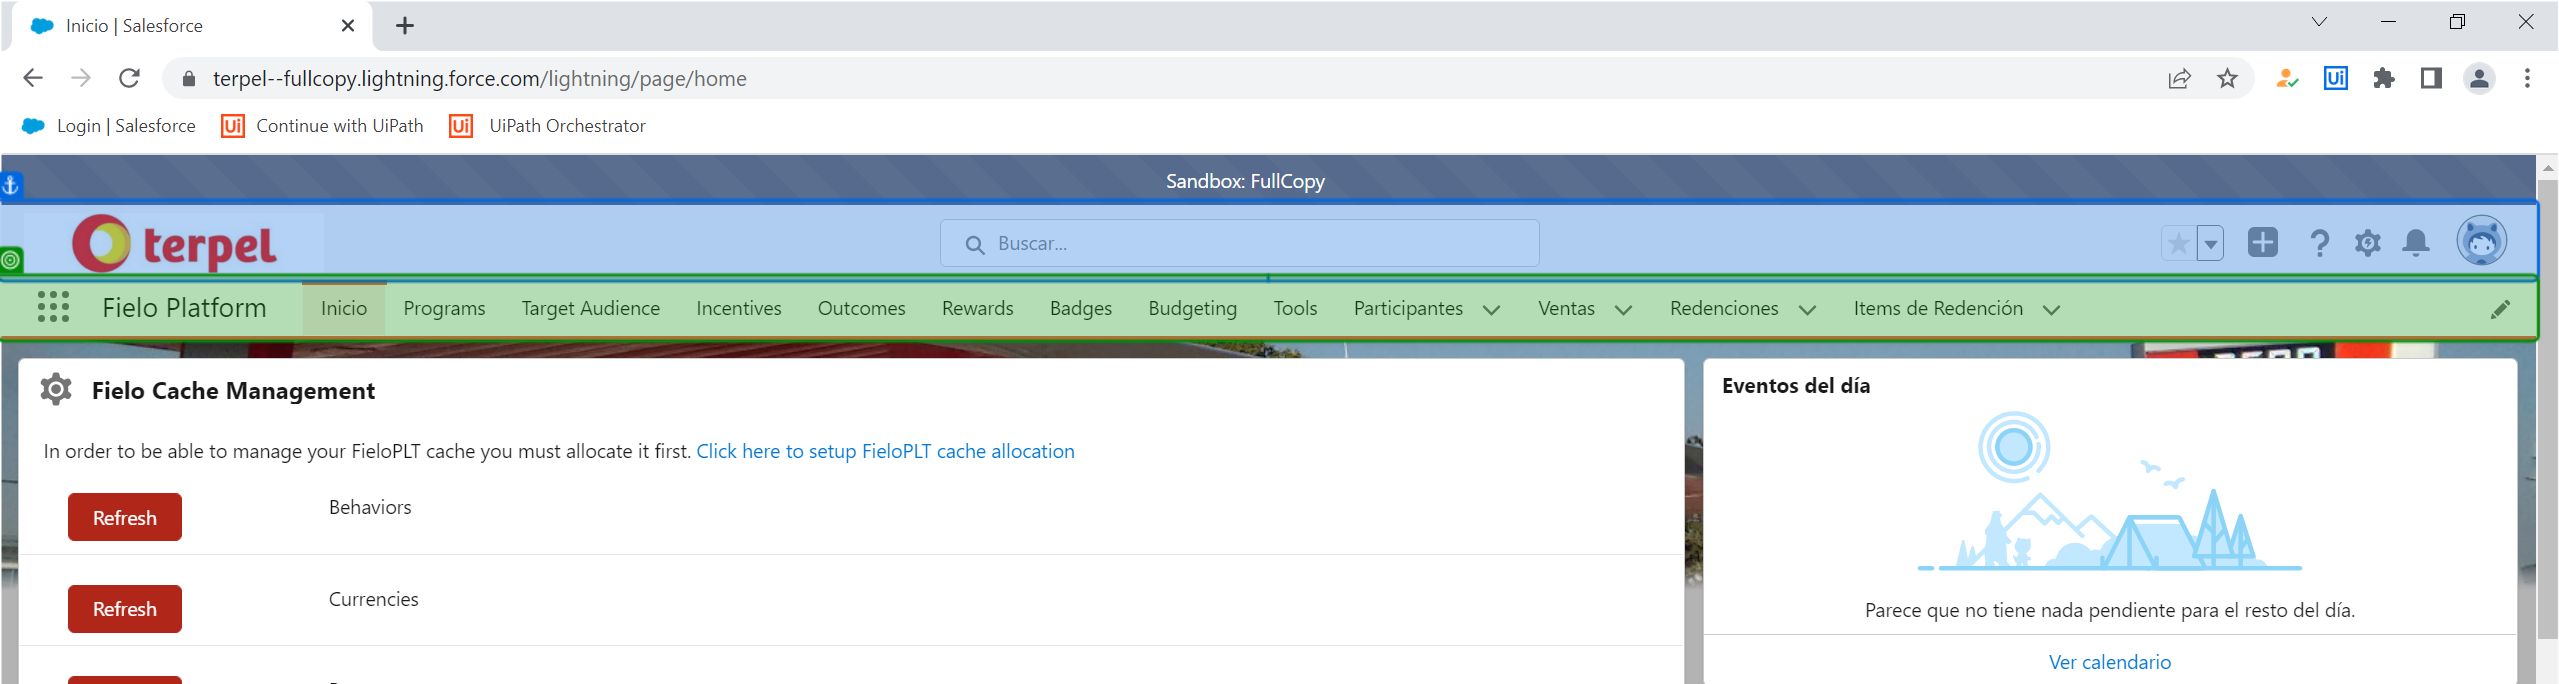 Inicio | Salesforce
terpel--fullcopy.lightning.force.com/lightning/page/home
Ui
Login | Salesforce Ui Continue with UiPath Ui UiPath Orchestrator
Sandbox: FullCopy
terpel
Buscar...
Fielo Platform Inicio Programs Target Audience Incentives Outcomes Rewards Badges Budgeting Tools Participantes Ventas Redenciones Items de Redención
Fielo Cache Management
In order to be able to manage your FieloPLT cache you must allocate it first. Click here to setup FieloPLT cache allocation
Refresh Behaviors
Refresh Currencies
Eventos del día
Parece que no tiene nada pendiente para el resto del día.
Ver calendario